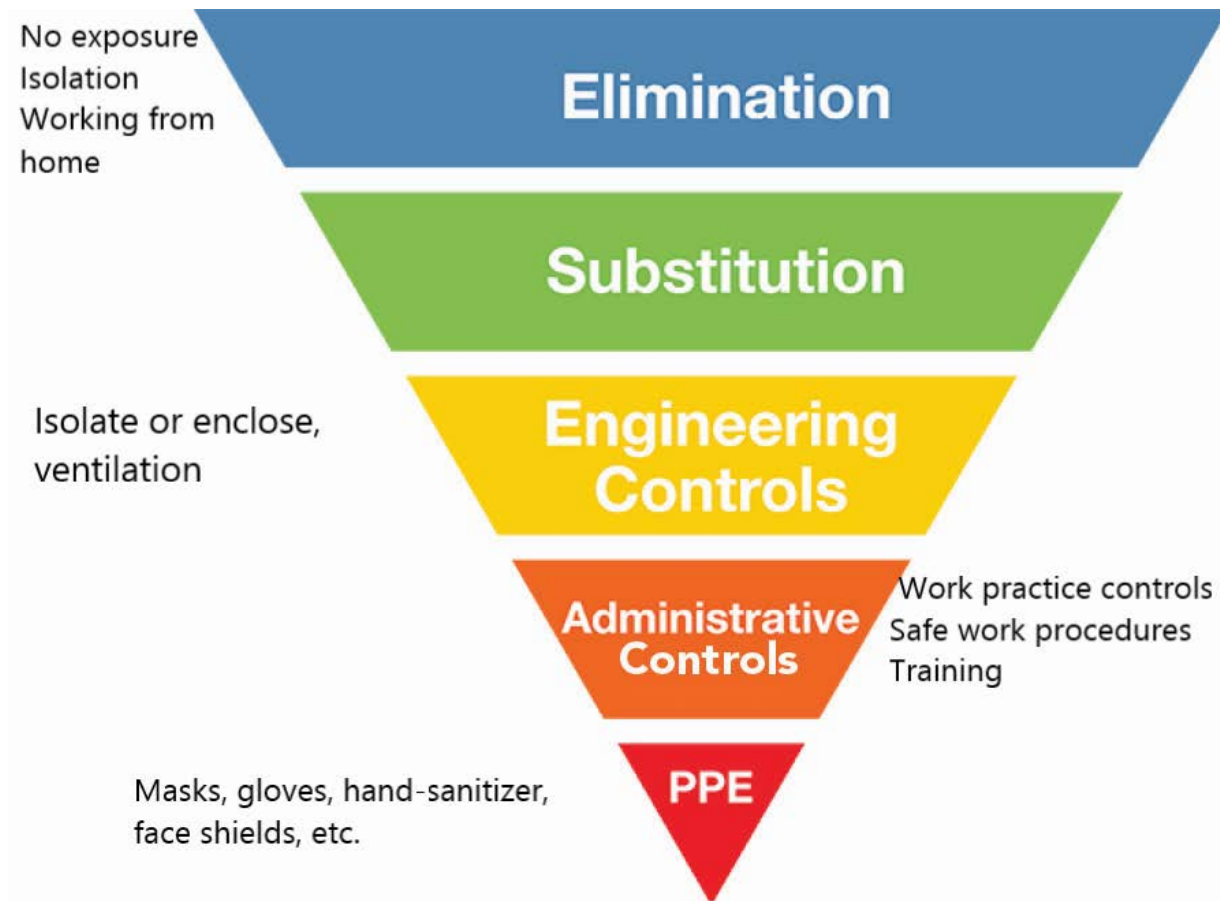 No exposure
Isolation
Working from
home
Elimination
Substitution
Isolate or enclose,
ventilation
Engineering
Controls
Administrative
Controls
Work practice controls
Safe work procedures
Training
Masks, gloves, hand-sanitizer,
face shields, etc.
PPE